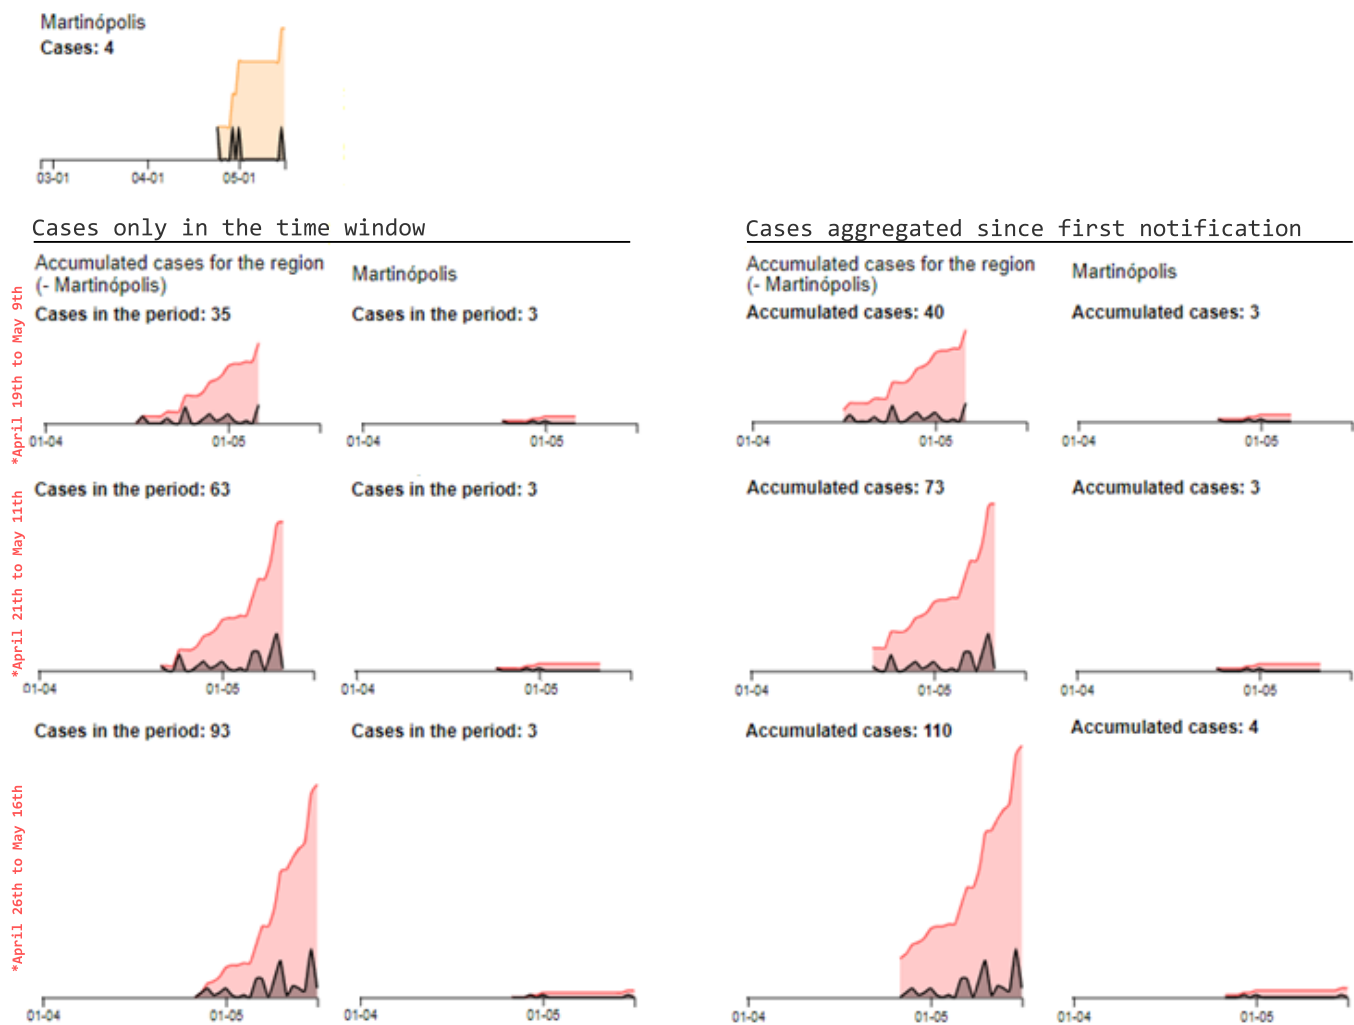 Martinópolis
Cases: 4
03-01 04-01 05-01
Cases only in the time window
Accumulated cases for the region
(- Martinópolis)
Martinópolis
*April 19th to May 9th
Cases in the period: 35
Cases in the period: 3
01-04 01-05
01-04 01-05
*April 21th to May 11th
Cases in the period: 63
Cases in the period: 3
01-04 01-05
01-04 01-05
*April 26th to May 16th
Cases in the period: 93
Cases in the period: 3
01-04 01-05
01-04 01-05
Cases aggregated since first notification
Accumulated cases for the region
(- Martinópolis)
Martinópolis
Accumulated cases: 40
Accumulated cases: 3
01-04 01-05
01-04 01-05
Accumulated cases: 73
Accumulated cases: 3
01-04 01-05
01-04 01-05
Accumulated cases: 110
Accumulated cases: 4
01-04 01-05
01-04 01-05